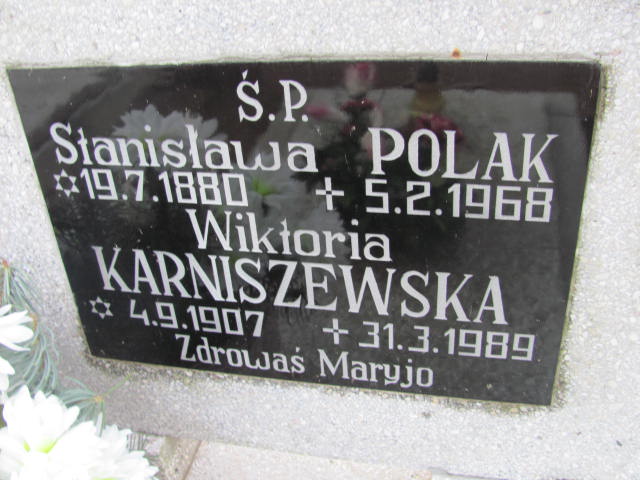 Ś.P.
Stanisława POLAK
✡19.7.1880 +5.2.1968
Wiktoria
KARNISZEWSKA
✡ 4.9.1907 +31.3.1989
Zdrowaś Maryjo